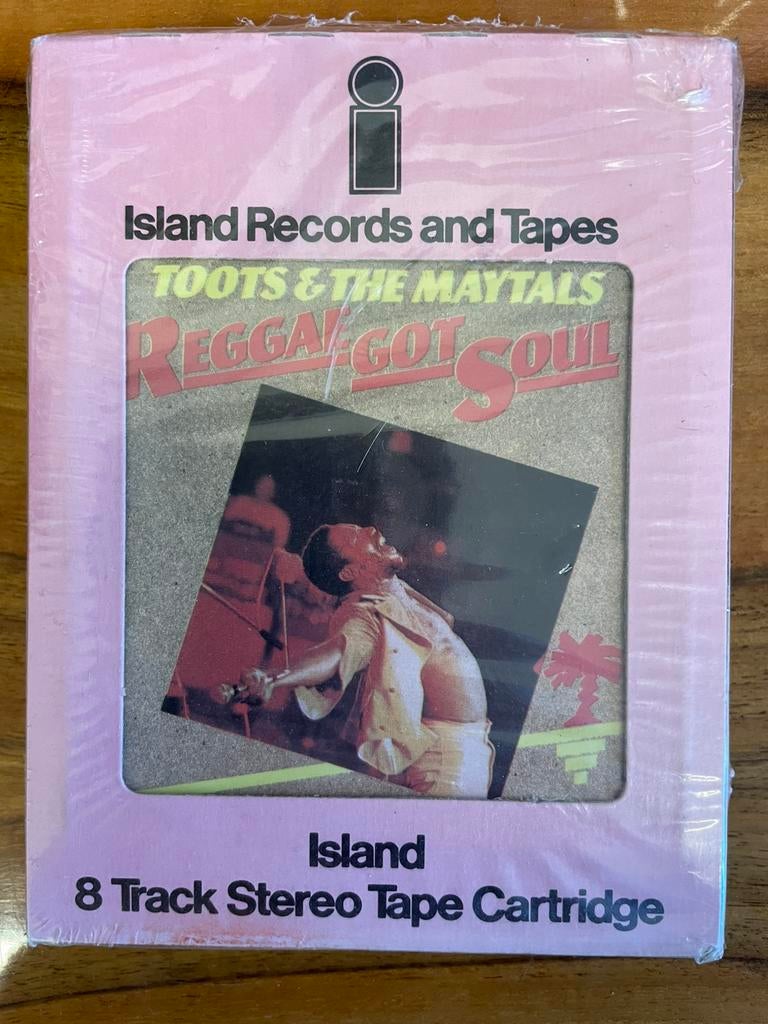 i
Island Records and Tapes
TOOTS & THE MAYTALS
REGGAE GOT SOUL
Island
8 Track Stereo Tape Cartridge